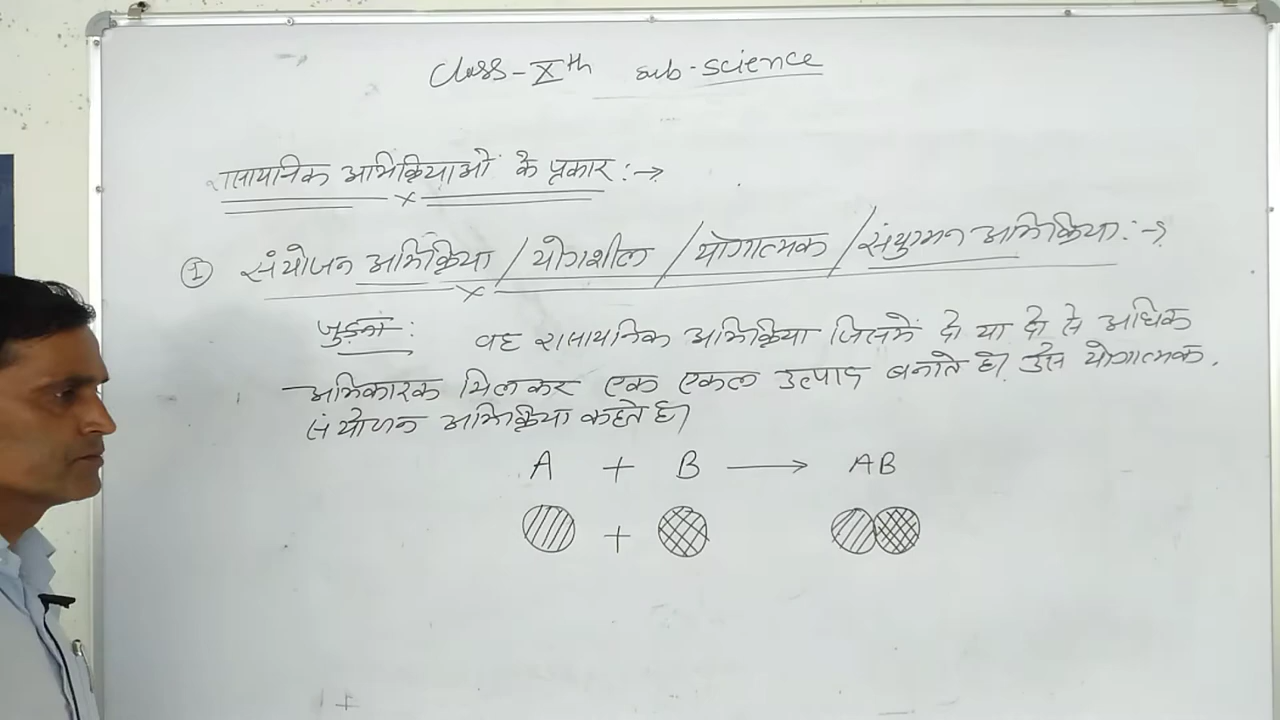 Class-Xth sub-science
रासायनिक अभिक्रियाओं के प्रकार :→
① संयोजन अभिक्रिया / योगशील / योगात्मक / संयुग्मन अभिक्रिया :→
जुड़ना : वह रासायनिक अभिक्रिया जिसमें दो या दो से अधिक
अभिकारक मिलकर एक एकल उत्पाद बनाते है। उसे योगात्मक.
संयोजन अभिक्रिया कहते है।
A + B → AB
+